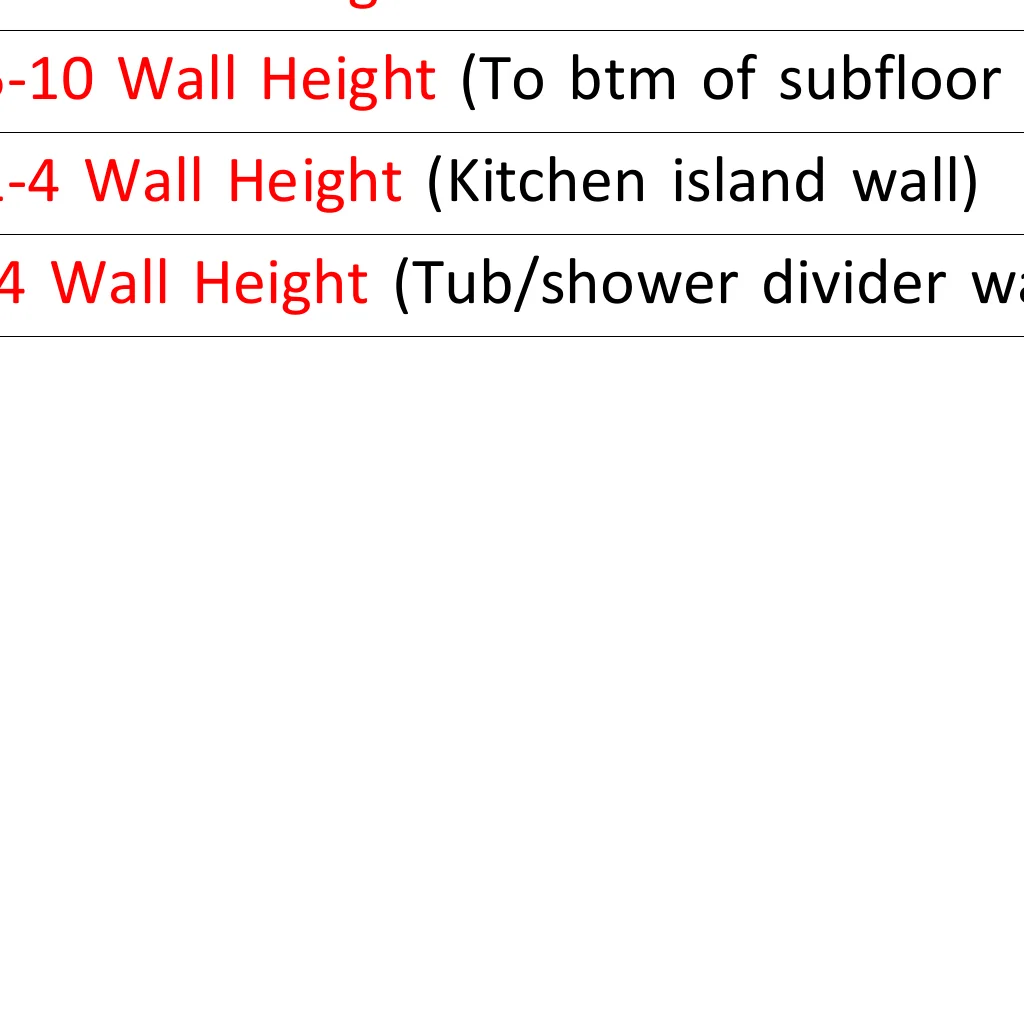 -10 Wall Height (To btm of subfloor
-4 Wall Height (Kitchen island wall)
4 Wall Height (Tub/shower divider